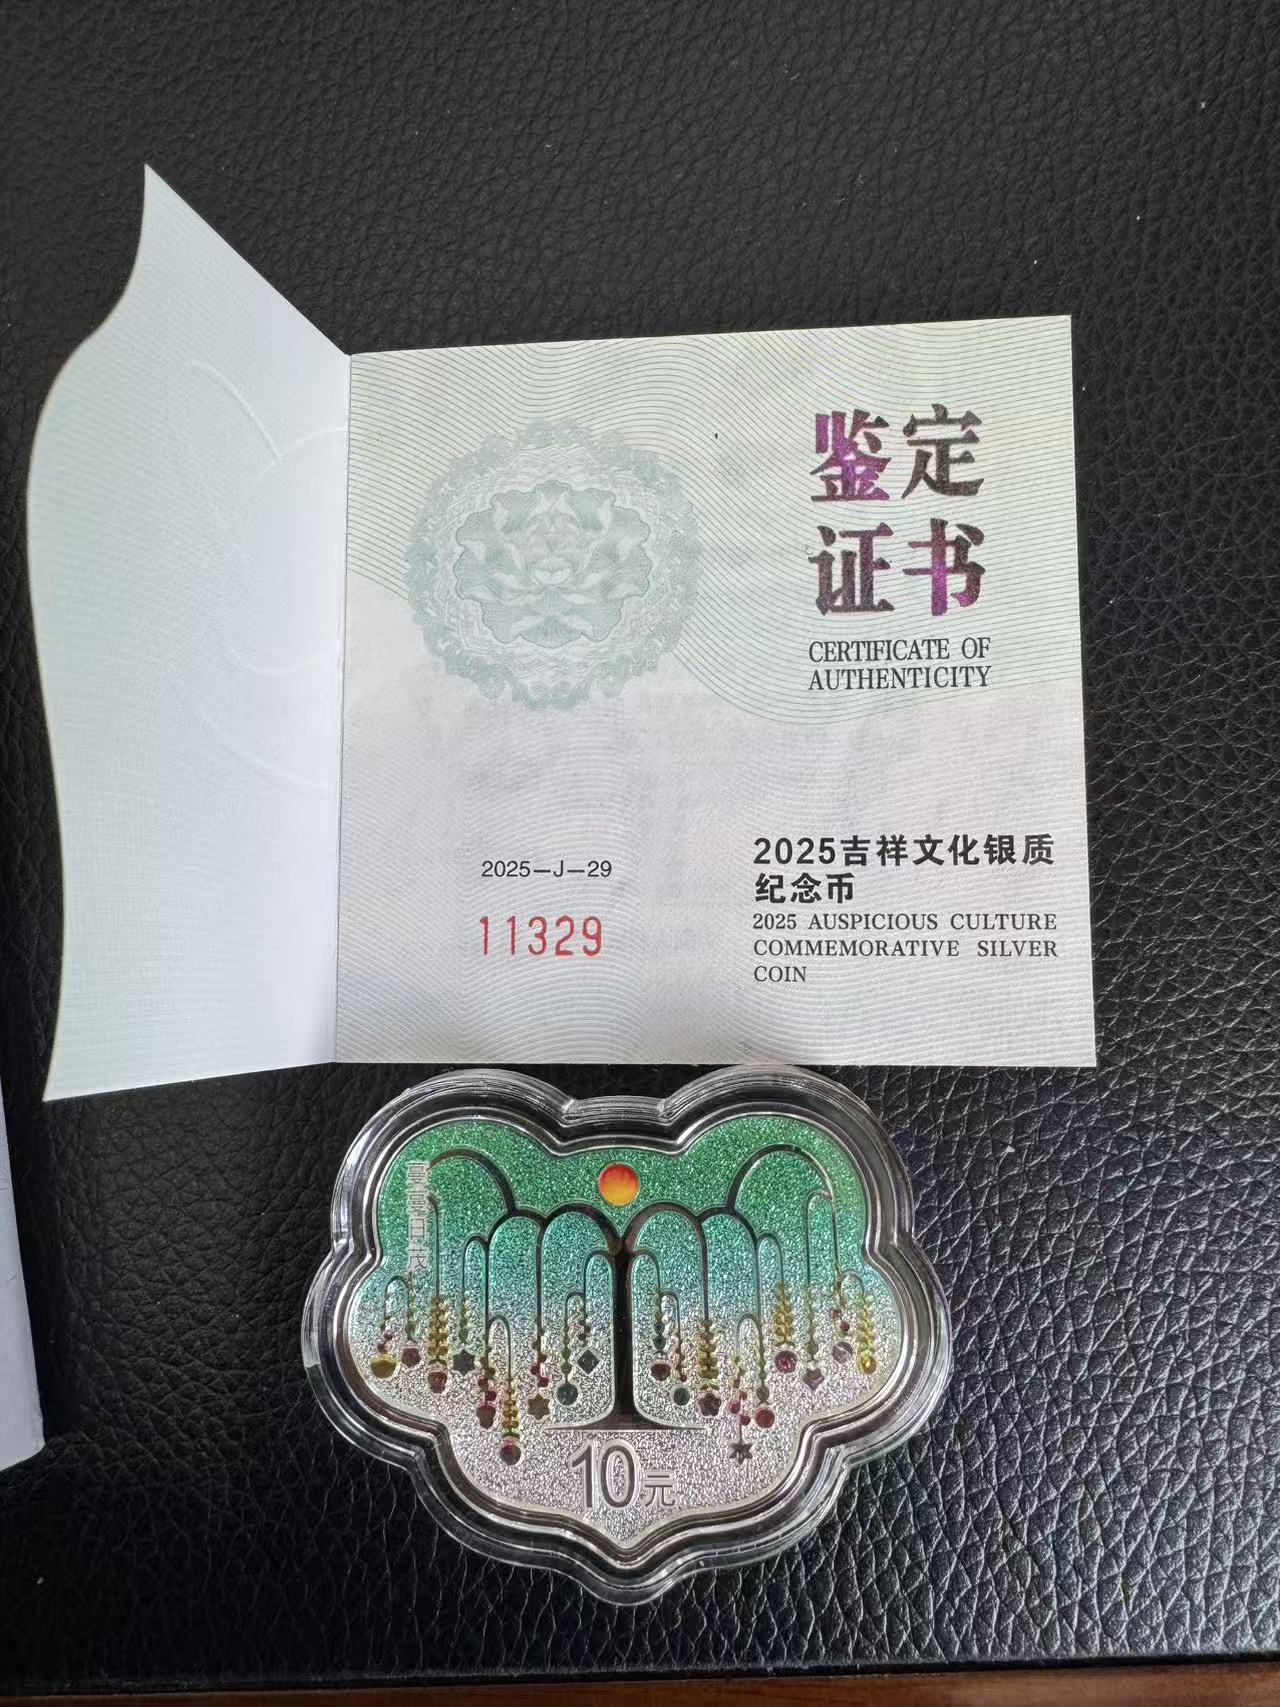 鉴定
证书
CERTIFICATE OF
AUTHENTICITY
2025—J—29
11329
2025吉祥文化银质
纪念币
2025 AUSPICIOUS CULTURE
COMMEMORATIVE SILVER
COIN
10元